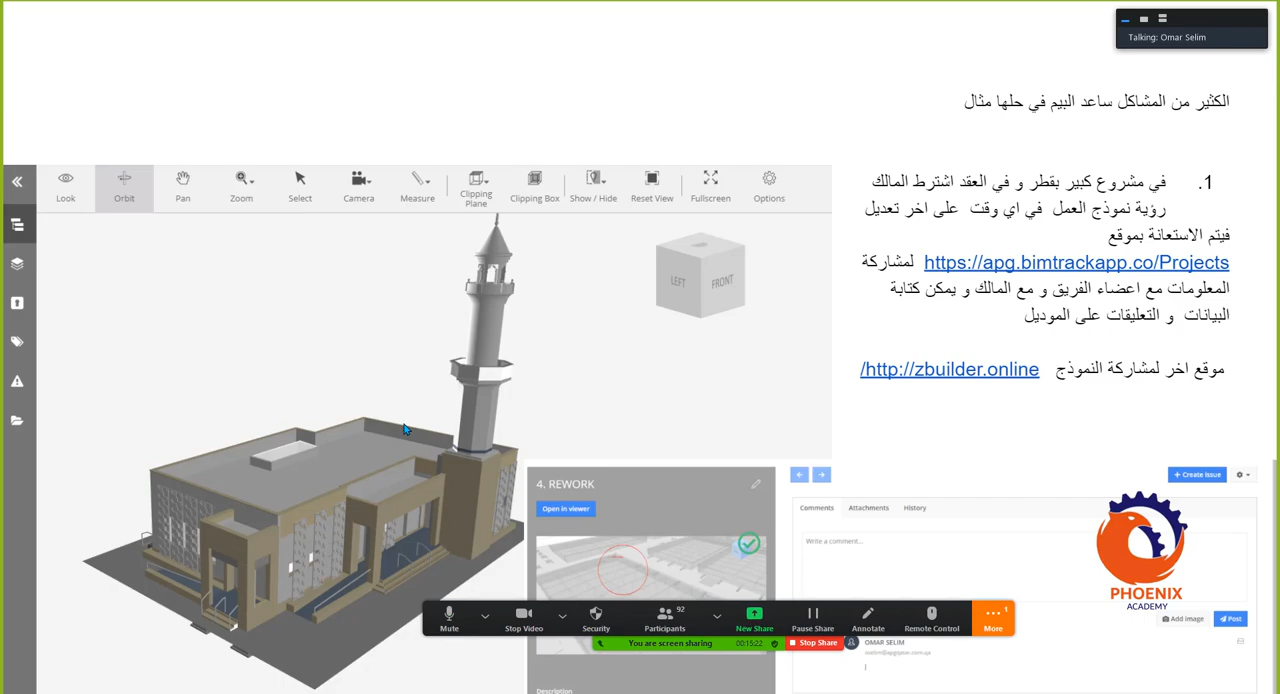 Talking: Omar Selim
الكثير من المشاكل ساعد البيم في حلها مثال
1. في مشروع كبير بقطر و في العقد اشترط المالك
رؤية نموذج العمل في اي وقت على اخر تعديل
فيتم الاستعانة بموقع
https://apg.bimtrackapp.co/Projects لمشاركة
المعلومات مع اعضاء الفريق و مع المالك و يمكن كتابة
البيانات و التعليقات على الموديل
موقع اخر لمشاركة النموذج http://zbuilder.online/
Look
Orbit
Pan
Zoom
Select
Camera
Measure
Clipping
Plane
Clipping Box
Show / Hide
Reset View
Fullscreen
Options
LEFT
FRONT
4. REWORK
Open in viewer
Description
+ Create Issue
Comments
Attachments
History
Write a comment...
PHOENIX
ACADEMY
Add image
Post
OMAR SELIM
Mute
Stop Video
Security
92
Participants
New Share
Pause Share
Annotate
Remote Control
1
More
You are screen sharing
00:15:22
Stop Share